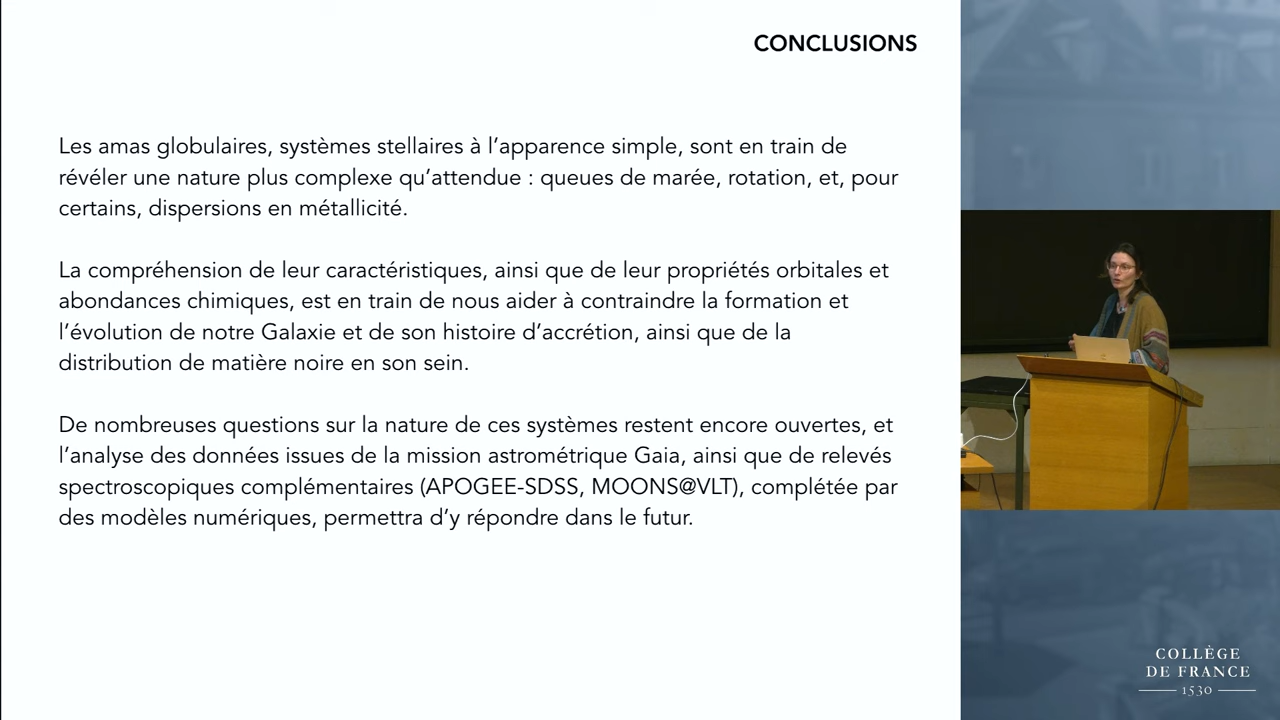 CONCLUSIONS
Les amas globulaires, systèmes stellaires à l’apparence simple, sont en train de
révéler une nature plus complexe qu’attendue : queues de marée, rotation, et, pour
certains, dispersions en métallicité.
La compréhension de leur caractéristiques, ainsi que de leur propriétés orbitales et
abondances chimiques, est en train de nous aider à contraindre la formation et
l’évolution de notre Galaxie et de son histoire d’accrétion, ainsi que de la
distribution de matière noire en son sein.
De nombreuses questions sur la nature de ces systèmes restent encore ouvertes, et
l’analyse des données issues de la mission astrométrique Gaia, ainsi que de relevés
spectroscopiques complémentaires (APOGEE-SDSS, MOONS@VLT), complétée par
des modèles numériques, permettra d’y répondre dans le futur.
COLLÈGE
DE FRANCE
1530